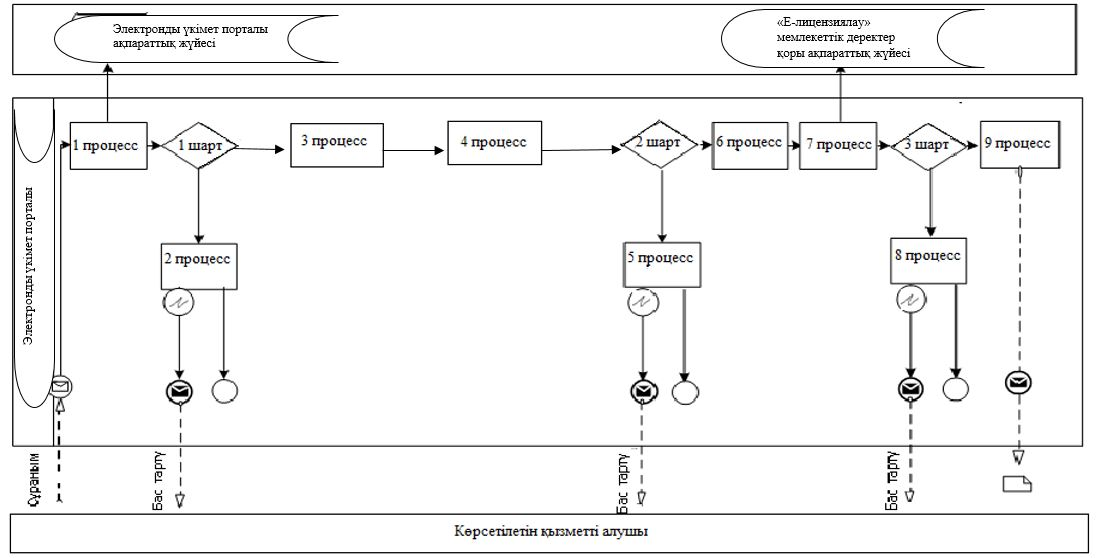 Электронды үкімет порталы
ақпараттық жүйесі
«Е-лицензиялау»
мемлекеттік деректер
қоры ақпараттық жүйесі
Электронды үкімет порталы
1 процесс
1 шарт
3 процесс
4 процесс
2 шарт
6 процесс
7 процесс
3 шарт
9 процесс
2 процесс
5 процесс
8 процесс
Сұраным
Бас тарту
Бас тарту
Бас тарту
Көрсетілетін қызметті алушы